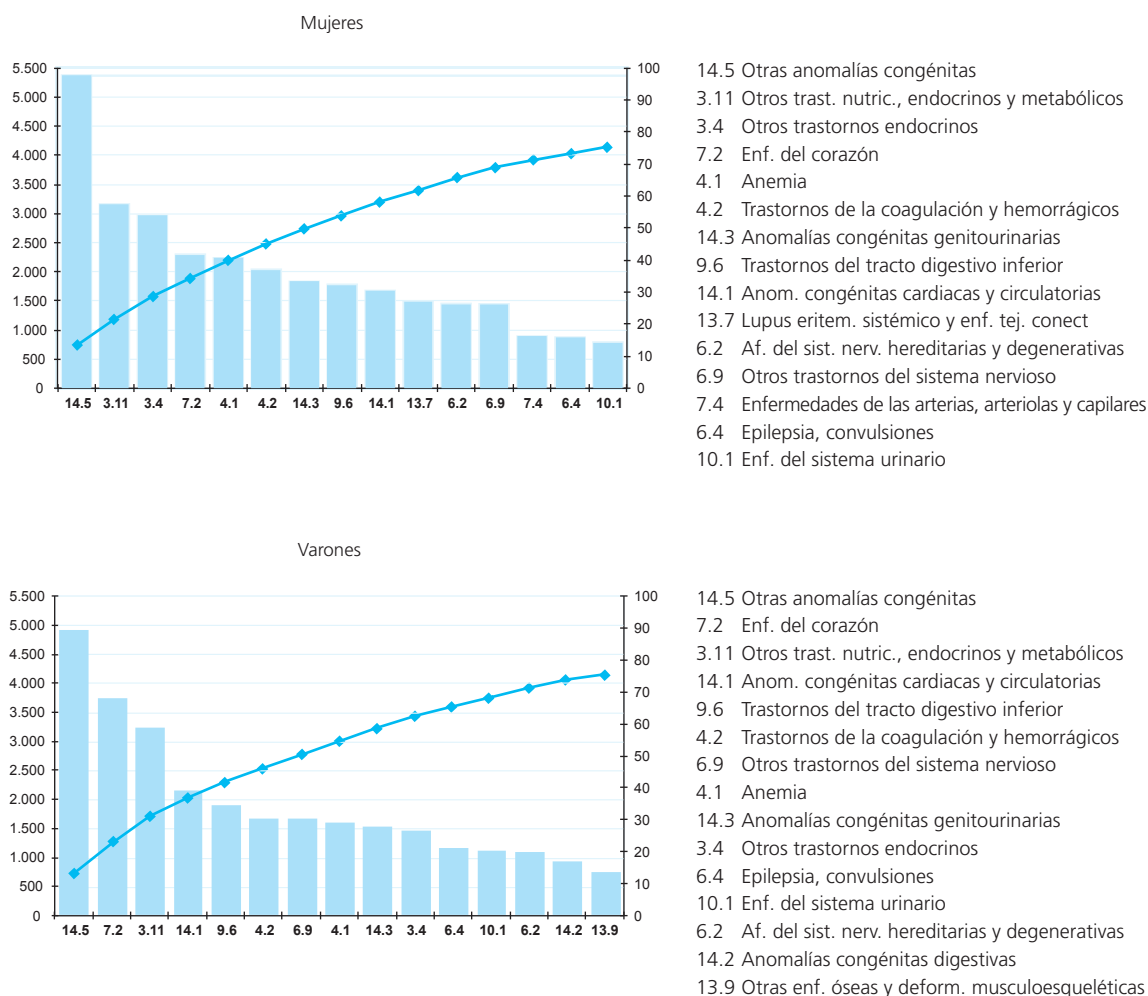 Mujeres
5.500
5.000
4.500
4.000
3.500
3.000
2.500
2.000
1.500
1.000
500
0
100
90
80
70
60
50
40
30
20
10
0
14.5 3.11 3.4 7.2 4.1 4.2 14.3 9.6 14.1 13.7 6.2 6.9 7.4 6.4 10.1
14.5 Otras anomalías congénitas
3.11 Otros trast. nutric., endocrinos y metabólicos
3.4 Otros trastornos endocrinos
7.2 Enf. del corazón
4.1 Anemia
4.2 Trastornos de la coagulación y hemorrágicos
14.3 Anomalías congénitas genitourinarias
9.6 Trastornos del tracto digestivo inferior
14.1 Anom. congénitas cardiacas y circulatorias
13.7 Lupus eritem. sistémico y enf. tej. conect
6.2 Af. del sist. nerv. hereditarias y degenerativas
6.9 Otros trastornos del sistema nervioso
7.4 Enfermedades de las arterias, arteriolas y capilares
6.4 Epilepsia, convulsiones
10.1 Enf. del sistema urinario
Varones
5.500
5.000
4.500
4.000
3.500
3.000
2.500
2.000
1.500
1.000
500
0
100
90
80
70
60
50
40
30
20
10
0
14.5 7.2 3.11 14.1 9.6 4.2 6.9 4.1 14.3 3.4 6.4 10.1 6.2 14.2 13.9
14.5 Otras anomalías congénitas
7.2 Enf. del corazón
3.11 Otros trast. nutric., endocrinos y metabólicos
14.1 Anom. congénitas cardiacas y circulatorias
9.6 Trastornos del tracto digestivo inferior
4.2 Trastornos de la coagulación y hemorrágicos
6.9 Otros trastornos del sistema nervioso
4.1 Anemia
14.3 Anomalías congénitas genitourinarias
3.4 Otros trastornos endocrinos
6.4 Epilepsia, convulsiones
10.1 Enf. del sistema urinario
6.2 Af. del sist. nerv. hereditarias y degenerativas
14.2 Anomalías congénitas digestivas
13.9 Otras enf. óseas y deform. musculoesqueléticas